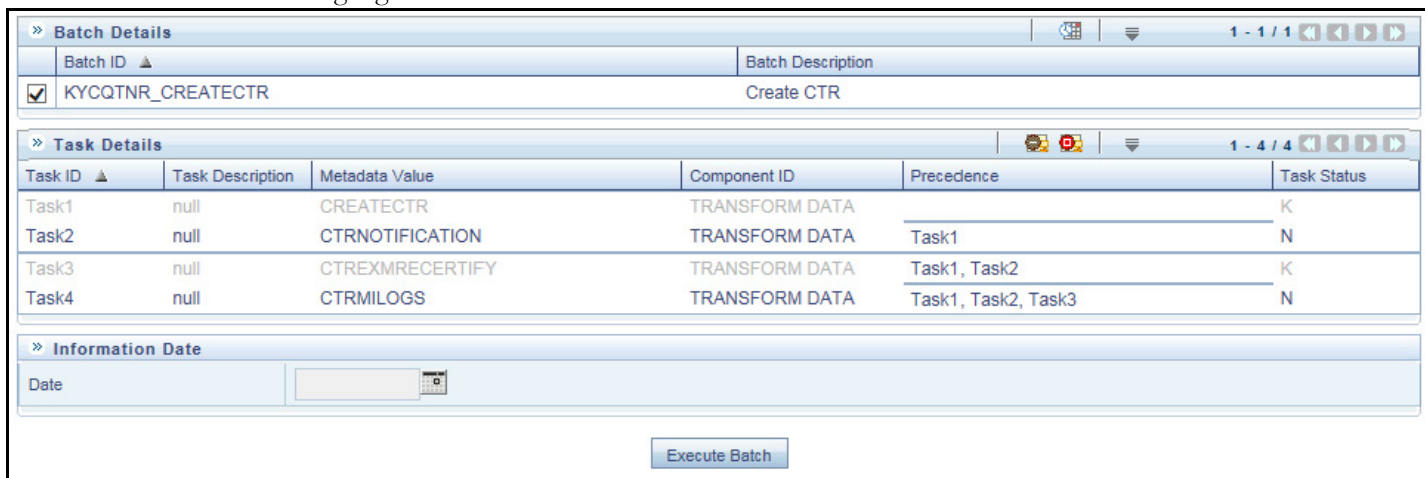 » Batch Details 1 - 1 / 1
Batch ID Batch Description
KYCQTNR_CREATECTR Create CTR
» Task Details 1 - 4 / 4
Task ID Task Description Metadata Value Component ID Precedence Task Status
Task1 null CREATECTR TRANSFORM DATA K
Task2 null CTRNOTIFICATION TRANSFORM DATA Task1 N
Task3 null CTREXMRECERTIFY TRANSFORM DATA Task1, Task2 K
Task4 null CTRMILOGS TRANSFORM DATA Task1, Task2, Task3 N
» Information Date
Date
Execute Batch